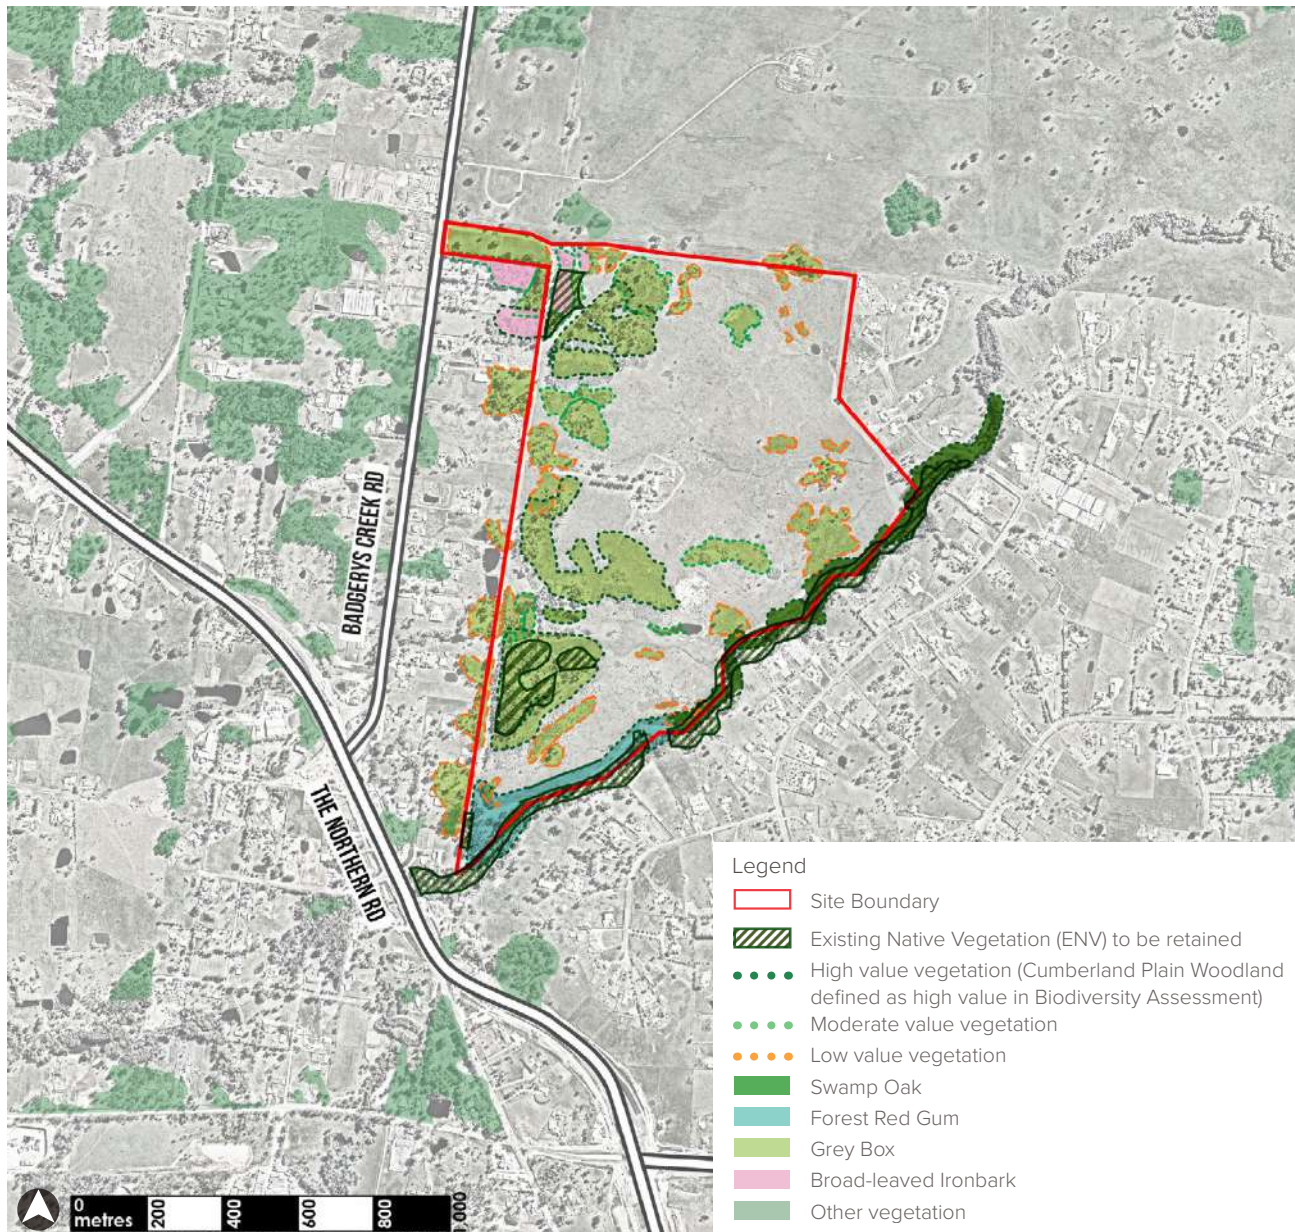 BADGERYS CREEK RD
THE NORTHERN RD
Legend
Site Boundary
Existing Native Vegetation (ENV) to be retained
High value vegetation (Cumberland Plain Woodland
defined as high value in Biodiversity Assessment)
Moderate value vegetation
Low value vegetation
Swamp Oak
Forest Red Gum
Grey Box
Broad-leaved Ironbark
Other vegetation
0 200 400 600 800 1,000
metres